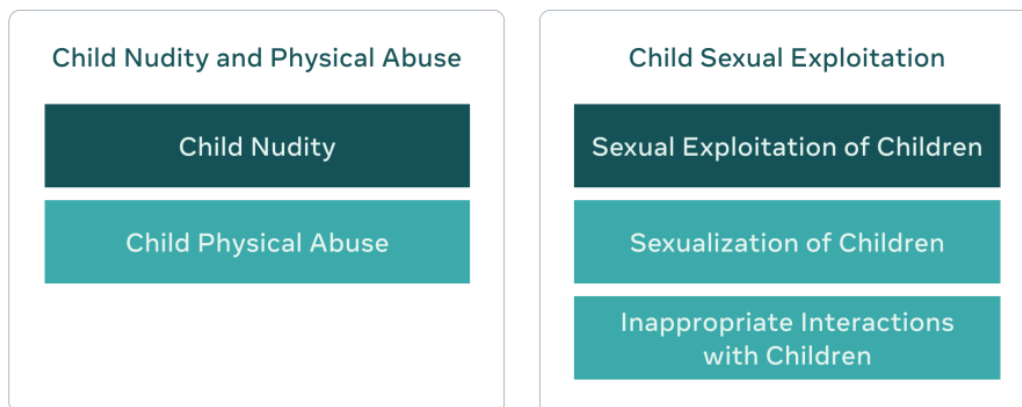 Child Nudity and Physical Abuse
Child Nudity
Child Physical Abuse
Child Sexual Exploitation
Sexual Exploitation of Children
Sexualization of Children
Inappropriate Interactions
with Children